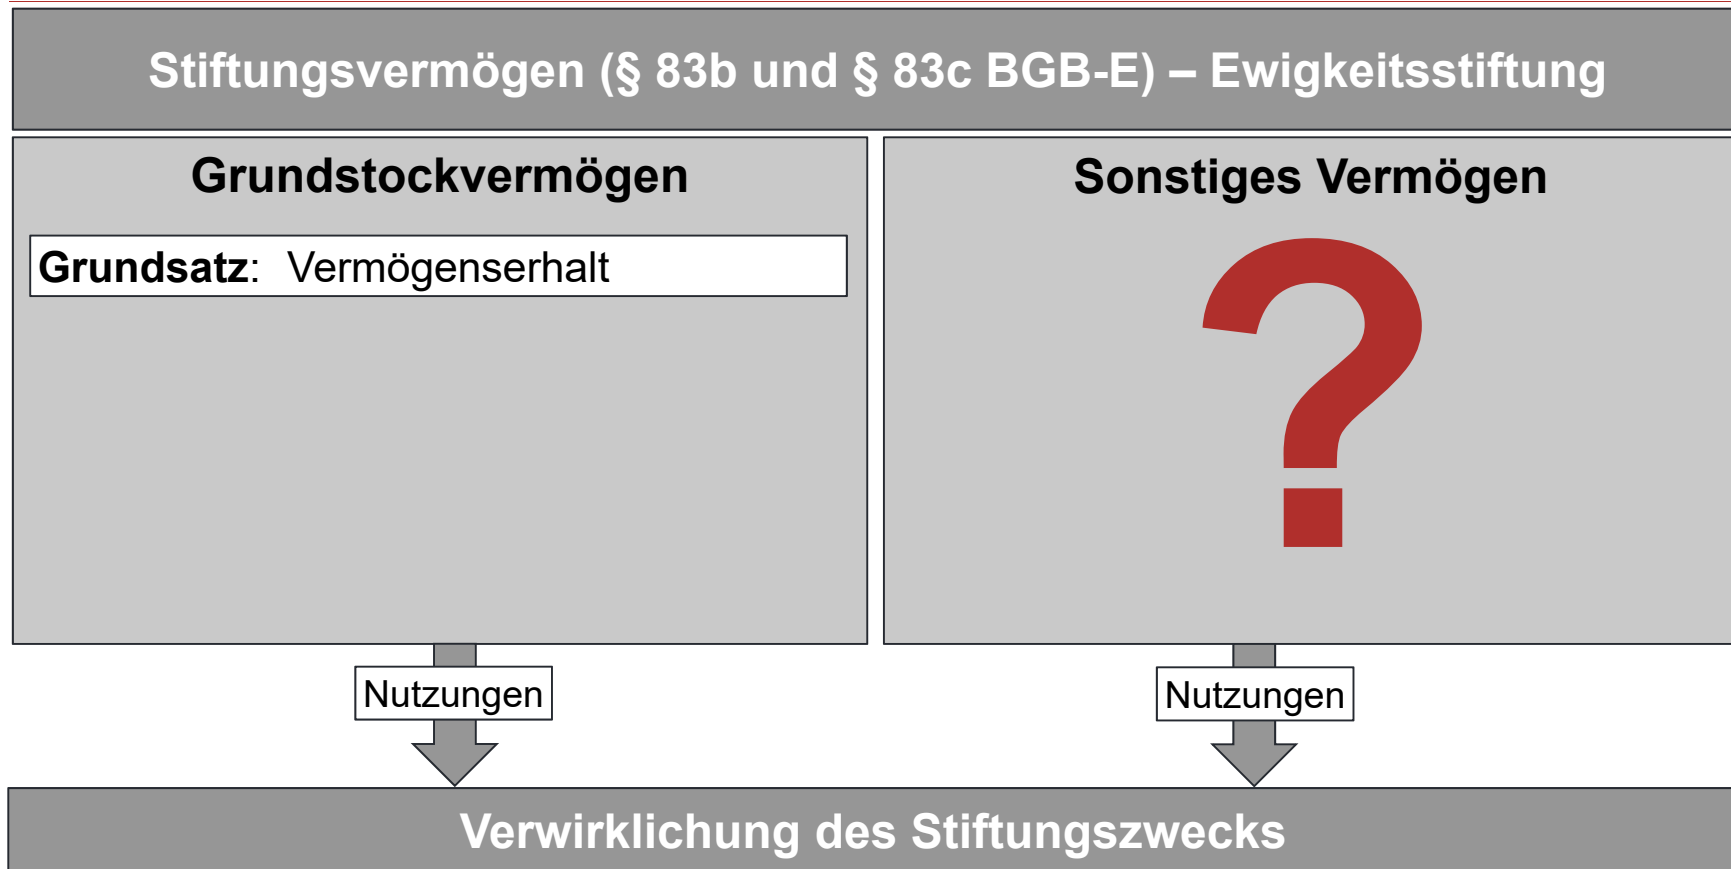 Stiftungsvermögen (§ 83b und § 83c BGB-E) – Ewigkeitsstiftung
Grundstockvermögen
Grundsatz: Vermögenserhalt
Sonstiges Vermögen
?
Nutzungen
Nutzungen
Verwirklichung des Stiftungszwecks